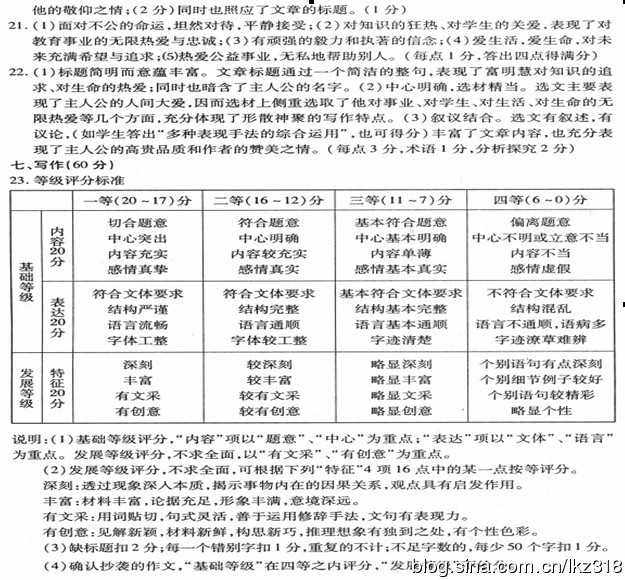 他的敬仰之情;(2分)同时也照应了文章的标题。(1分)
21.(1)面对不公的命运,坦然对待,平静接受;(2)对知识的狂热、对学生的关爱,表现了对
教育事业的无限热爱与忠诚;(3)有顽强的毅力和执著的信念;(4)爱生活,爱生命,对未
来充满希望与追求;⑸热爱公益事业,无私地帮助别人。(每点1分,答出四点得满分)
22.(1)标题简明而意蕴丰富。文章标题通过一个简洁的整句,表现了富明慧对知识的追
求、对生命的热爱;同时也暗含了主人公的名字。(2)中心明确,选材精当。选文主要表
现了主人公的人间大爱,因而选材上侧重选取了他对事业、对学生、对生活、对生命的无
限热爱等几个方面,充分体现了形散神聚的写作特点。(3)叙议结合。选文有叙述,有
议论,(如学生答出“多种表现手法的综合运用”,也可得分)丰富了文章内容,也充分表
现了主人公的高贵品质和作者的赞美之情。(每点3分,术语1分,分析探究2分)
七、写作(60分)
23.等级评分标准
一等(20~17)分 二等(16~12)分 三等(11~7)分 四等(6~0)分
基础等级
内容20分
切合题意 符合题意 基本符合题意 偏离题意
中心突出 中心明确 中心基本明确 中心不明或立意不当
内容充实 内容较充实 内容单薄 内容不当
感情真挚 感情真实 感情基本真实 感情虚假
表达20分
符合文体要求 符合文体要求 基本符合文体要求 不符合文体要求
结构严谨 结构完整 结构基本完整 结构混乱
语言流畅 语言通顺 语言基本通顺 语言不通顺,语病多
字体工整 字体较工整 字迹清楚 字迹潦草难辨
发展等级
特征20分
深刻 较深刻 略显深刻 个别语句有点深刻
丰富 较丰富 略显丰富 个别细节例子较好
有文采 较有文采 略显文采 个别语句较精彩
有创意 较有创意 略显创意 略显个性
说明:(1)基础等级评分,“内容”项以“题意”、“中心”为重点;“表达”项以“文体”、“语言”
为重点。发展等级评分,不求全面,以“有文采”、“有创意”为重点。
(2)发展等级评分,不求全面,可根据下列“特征”4项16点中的某一点按等评分。
深刻:透过现象深人本质,揭示事物内在的因果关系,观点具有启发作用。
丰富:材料丰富,论据充足,形象丰满,意境深远。
有文采:用词贴切,句式灵活,善于运用修辞手法,文句有表现力。
有创意:见解新颖,材料新鲜,构思新巧,推理想象有独到之处,有个性色彩。
(3)缺标题扣2分;每一个错别字扣1分,重复的不计;不足字数的,每少50个字扣1分。
(4)确认抄袭的作文,“基础等级”在四等之内评分,“发展
blog.sina.com.cn/lkz318